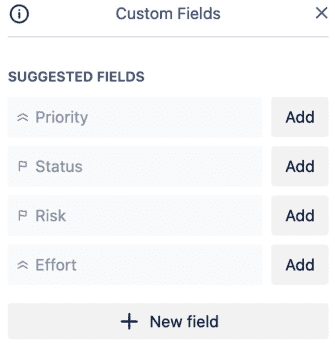 Custom Fields
SUGGESTED FIELDS
Priority Add
Status Add
Risk Add
Effort Add
+ New field